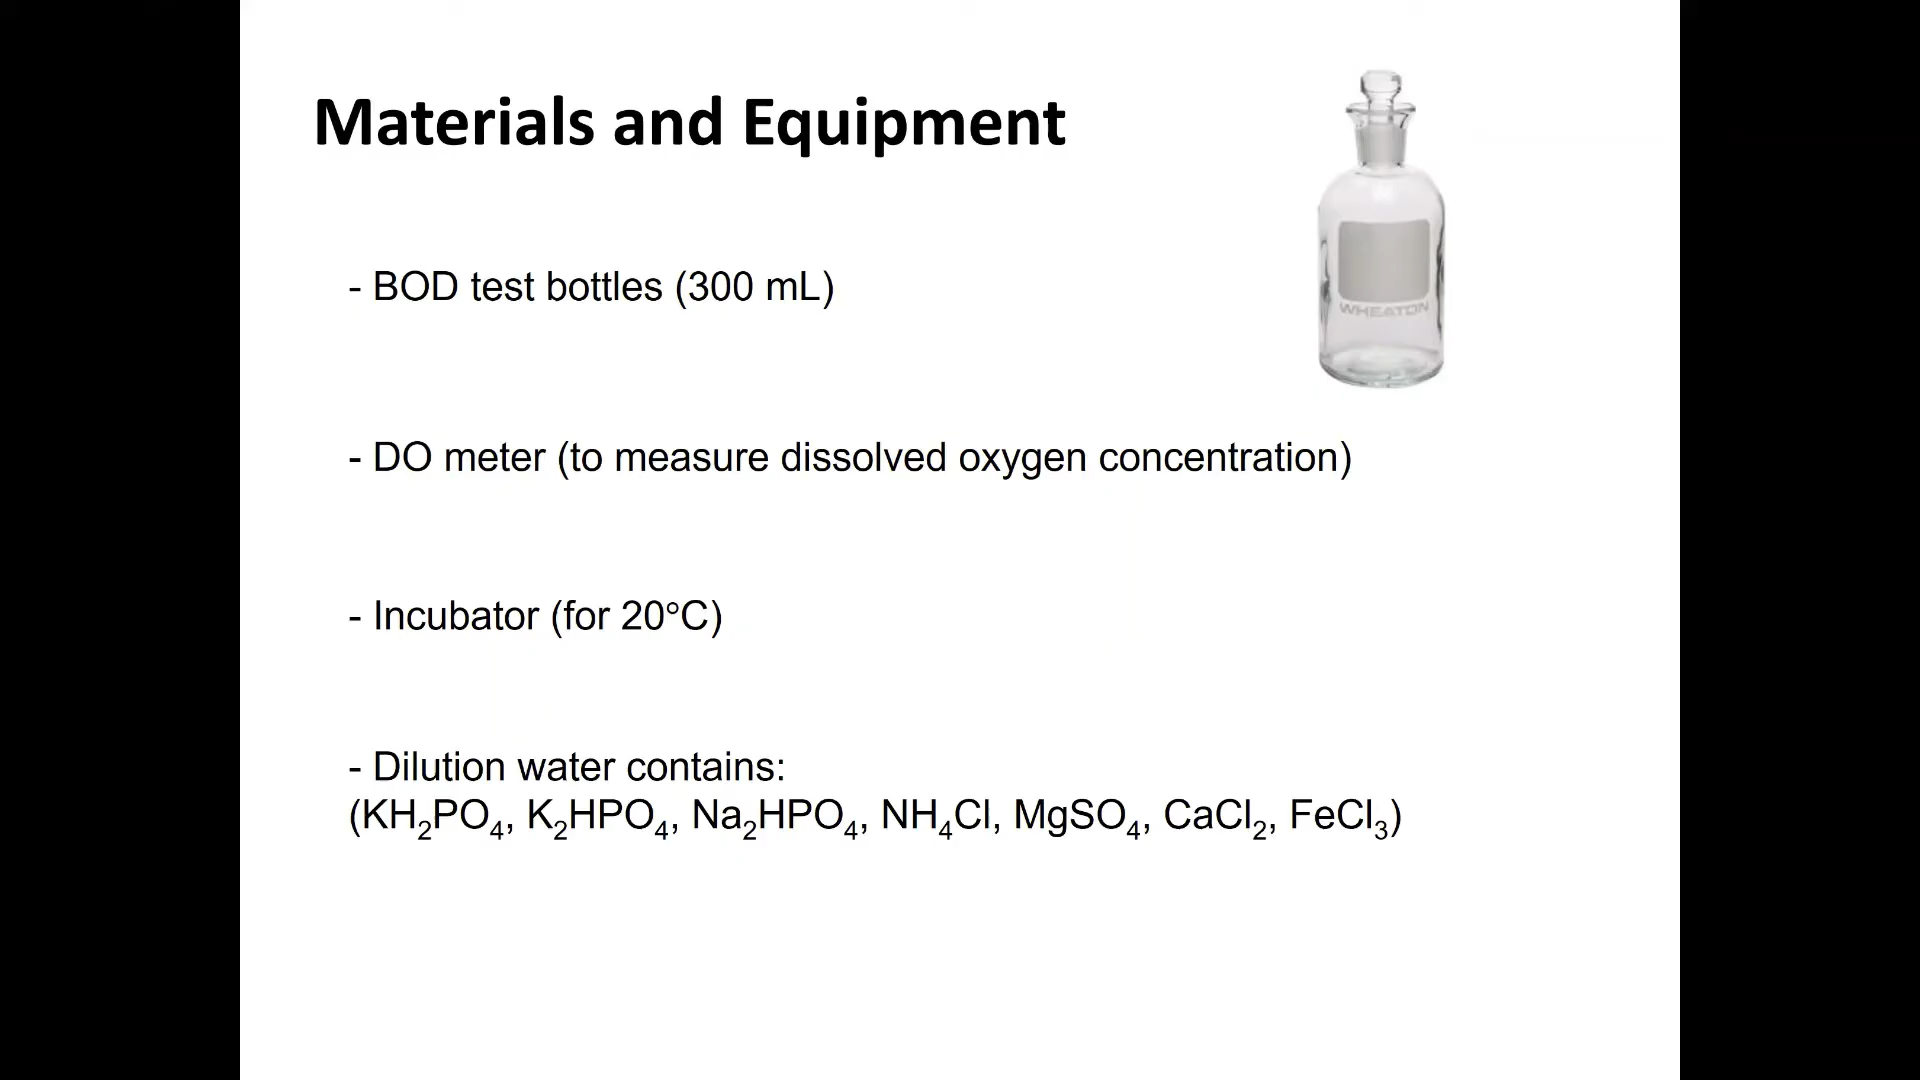 Materials and Equipment
WHEATON
- BOD test bottles (300 mL)
- DO meter (to measure dissolved oxygen concentration)
- Incubator (for 20°C)
- Dilution water contains:
(KH₂PO₄, K₂HPO₄, Na₂HPO₄, NH₄Cl, MgSO₄, CaCl₂, FeCl₃)